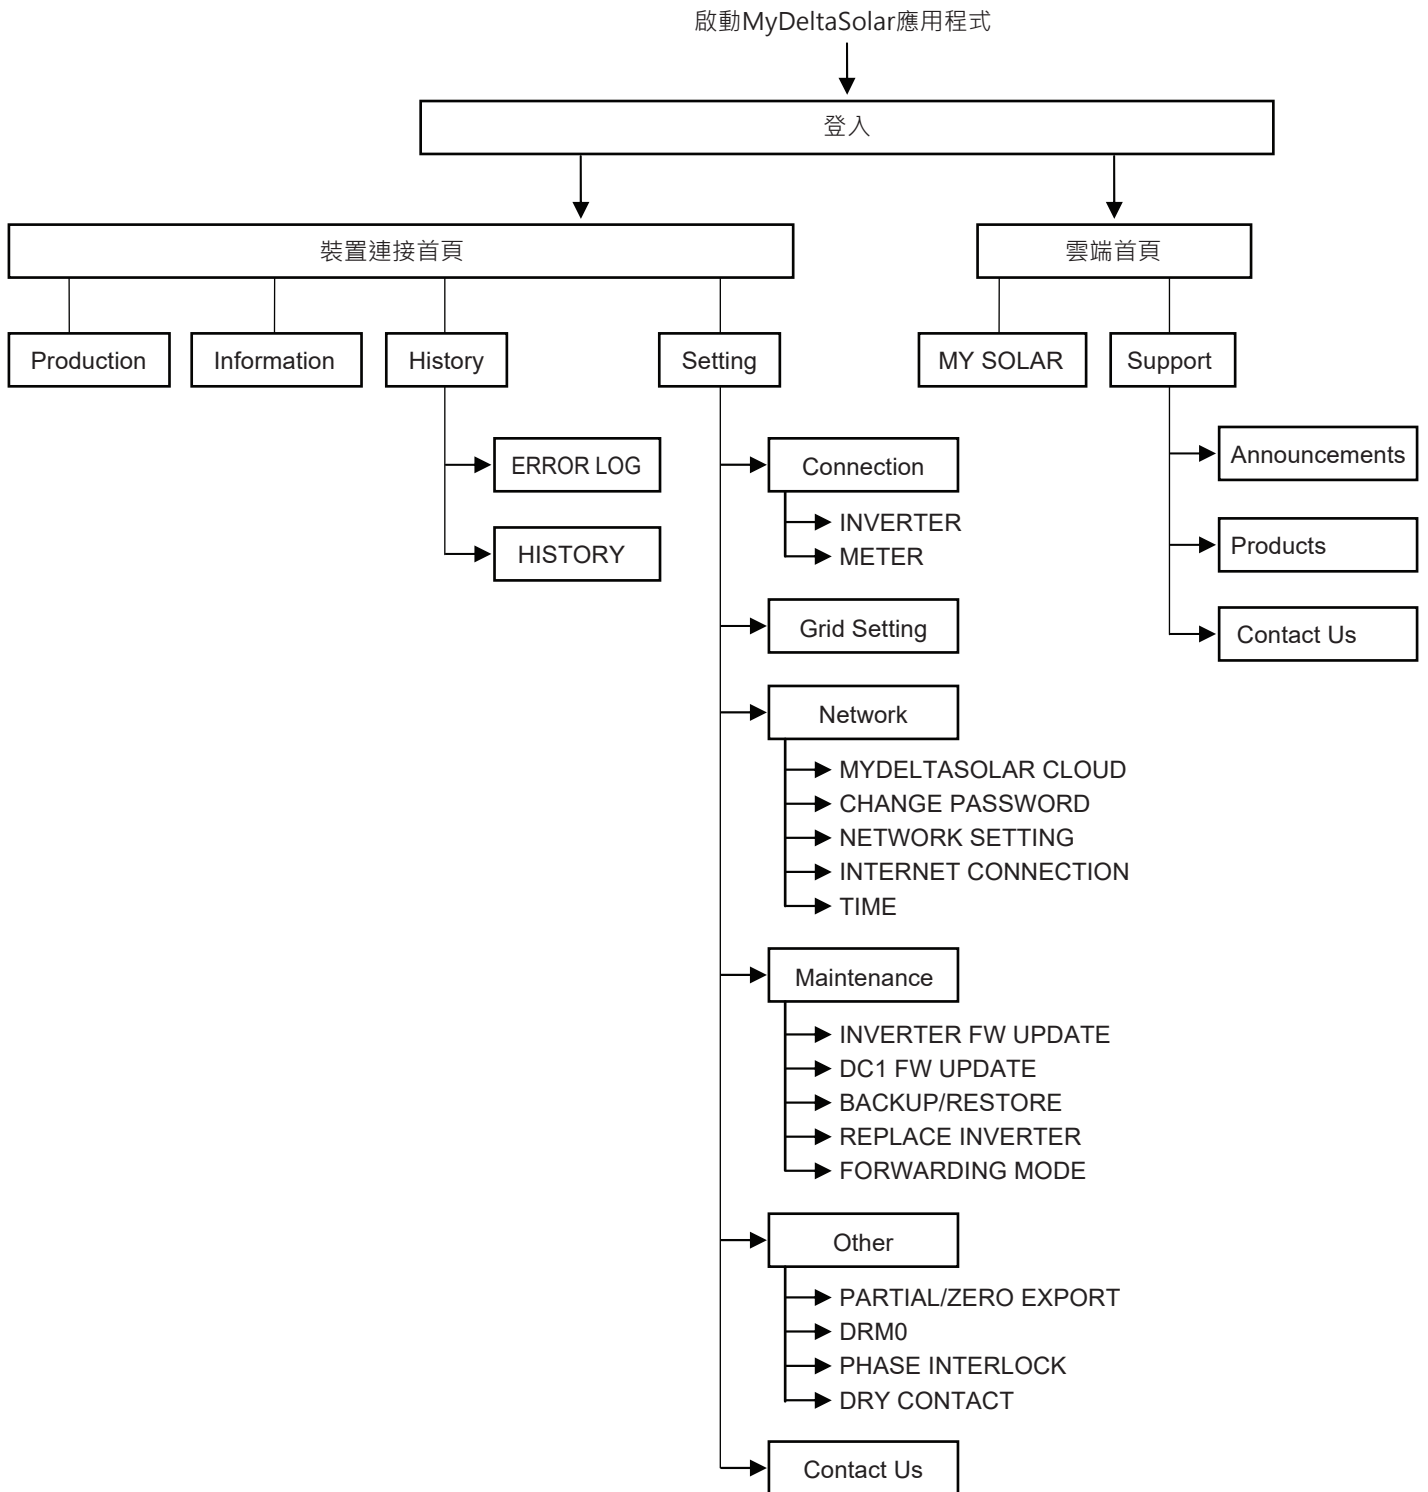 啟動MyDeltaSolar應用程式
登入
裝置連接首頁
雲端首頁
Production
Information
History
Setting
MY SOLAR
Support
ERROR LOG
HISTORY
Connection
INVERTER
METER
Grid Setting
Network
MYDELTASOLAR CLOUD
CHANGE PASSWORD
NETWORK SETTING
INTERNET CONNECTION
TIME
Maintenance
INVERTER FW UPDATE
DC1 FW UPDATE
BACKUP/RESTORE
REPLACE INVERTER
FORWARDING MODE
Other
PARTIAL/ZERO EXPORT
DRM0
PHASE INTERLOCK
DRY CONTACT
Contact Us
Announcements
Products
Contact Us